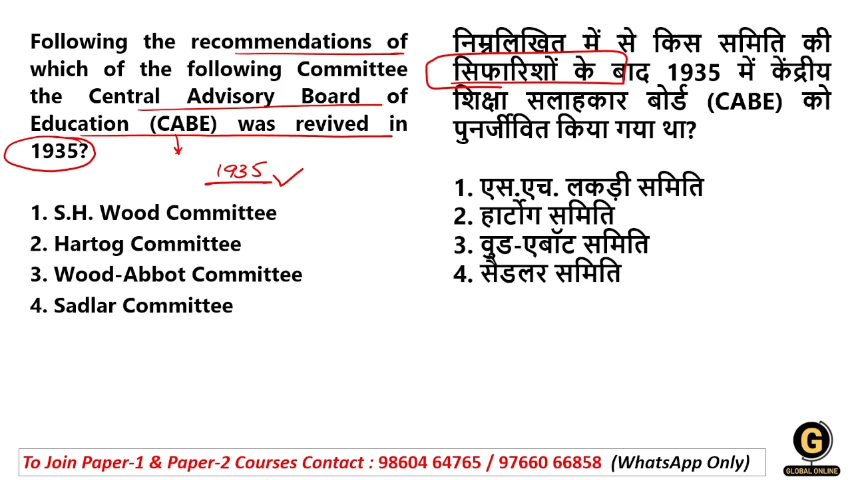 Following the recommendations of
which of the following Committee
the Central Advisory Board of
Education (CABE) was revived in
1935?
1935
1. S.H. Wood Committee
2. Hartog Committee
3. Wood-Abbot Committee
4. Sadlar Committee
निम्नलिखित में से किस समिति की
सिफारिशों के बाद 1935 में केंद्रीय
शिक्षा सलाहकार बोर्ड (CABE) को
पुनर्जीवित किया गया था?
1. एस.एच. लकड़ी समिति
2. हार्टोग समिति
3. वुड-एबॉट समिति
4. सैडलर समिति
G
GLOBAL ONLINE
To Join Paper-1 & Paper-2 Courses Contact : 98604 64765 / 97660 66858 (WhatsApp Only)